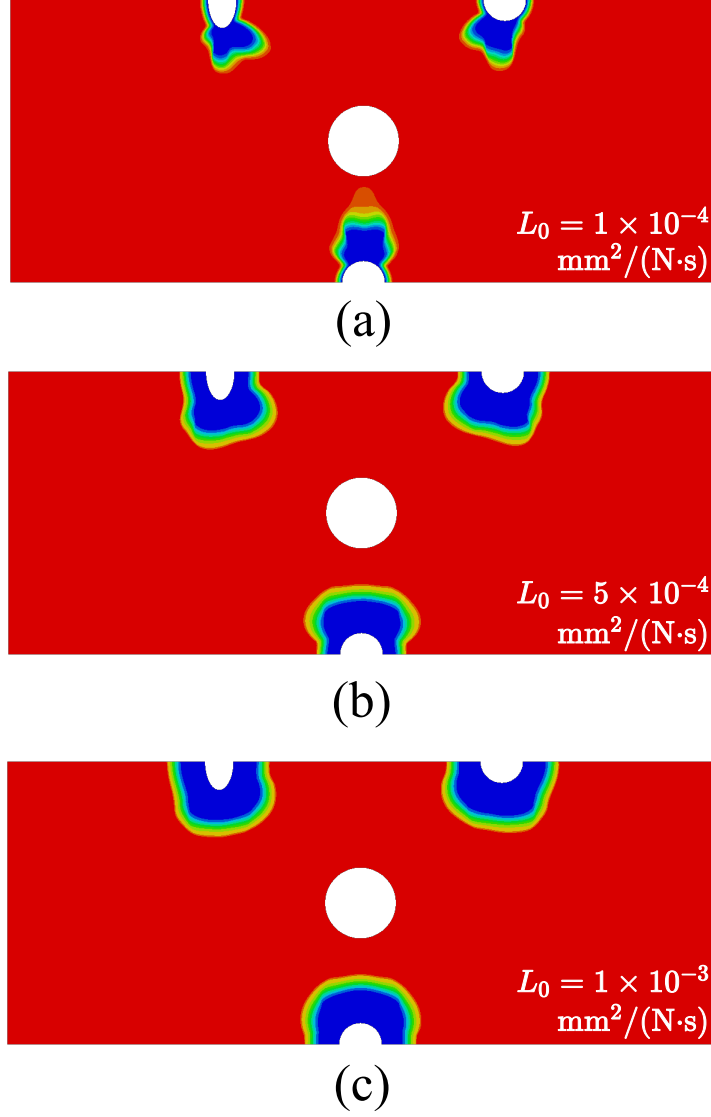 L₀ = 1 × 10⁻⁴
mm²/(N·s)
(a)
L₀ = 5 × 10⁻⁴
mm²/(N·s)
(b)
L₀ = 1 × 10⁻³
mm²/(N·s)
(c)